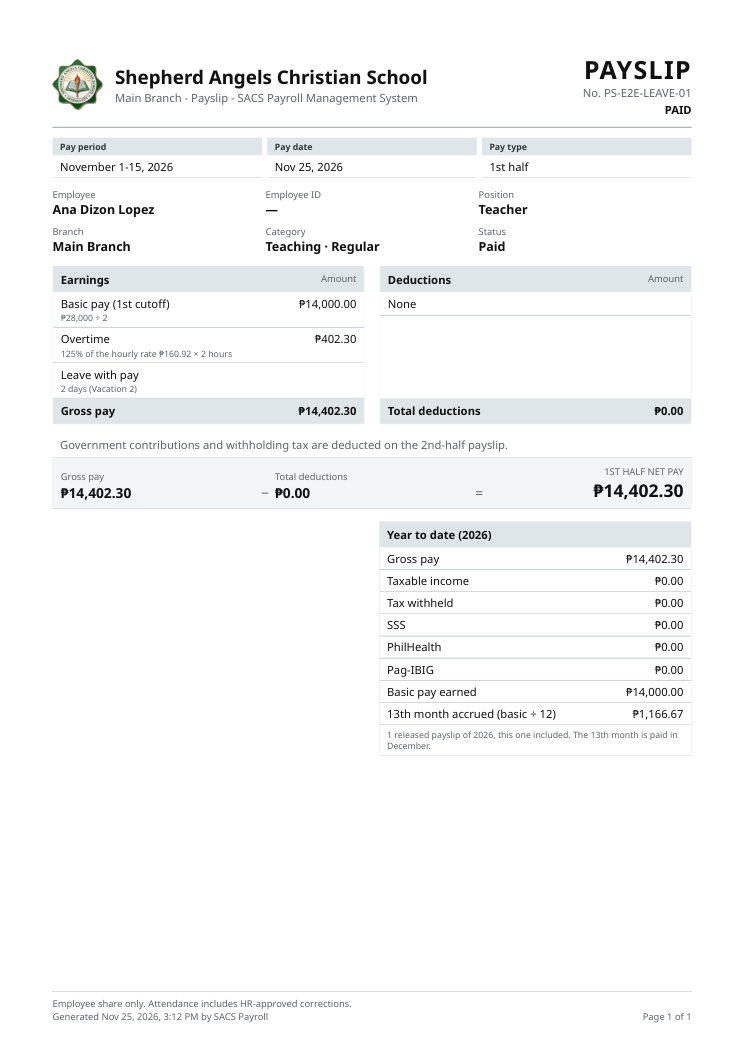 Shepherd Angels Christian School
Main Branch - Payslip - SACS Payroll Management System
PAYSLIP
No. PS-E2E-LEAVE-01
PAID
Pay period
November 1-15, 2026
Pay date
Nov 25, 2026
Pay type
1st half
Employee
Ana Dizon Lopez
Employee ID
—
Position
Teacher
Branch
Main Branch
Category
Teaching · Regular
Status
Paid
Earnings Amount
Basic pay (1st cutoff) ₱14,000.00
₱28,000 ÷ 2
Overtime ₱402.30
125% of the hourly rate ₱160.92 × 2 hours
Leave with pay
2 days (Vacation 2)
Gross pay ₱14,402.30
Deductions Amount
None
Total deductions ₱0.00
Government contributions and withholding tax are deducted on the 2nd-half payslip.
Gross pay
₱14,402.30
−
Total deductions
₱0.00
=
1ST HALF NET PAY
₱14,402.30
Year to date (2026)
Gross pay ₱14,402.30
Taxable income ₱0.00
Tax withheld ₱0.00
SSS ₱0.00
PhilHealth ₱0.00
Pag-IBIG ₱0.00
Basic pay earned ₱14,000.00
13th month accrued (basic ÷ 12) ₱1,166.67
1 released payslip of 2026, this one included. The 13th month is paid in
December.
Employee share only. Attendance includes HR-approved corrections.
Generated Nov 25, 2026, 3:12 PM by SACS Payroll
Page 1 of 1